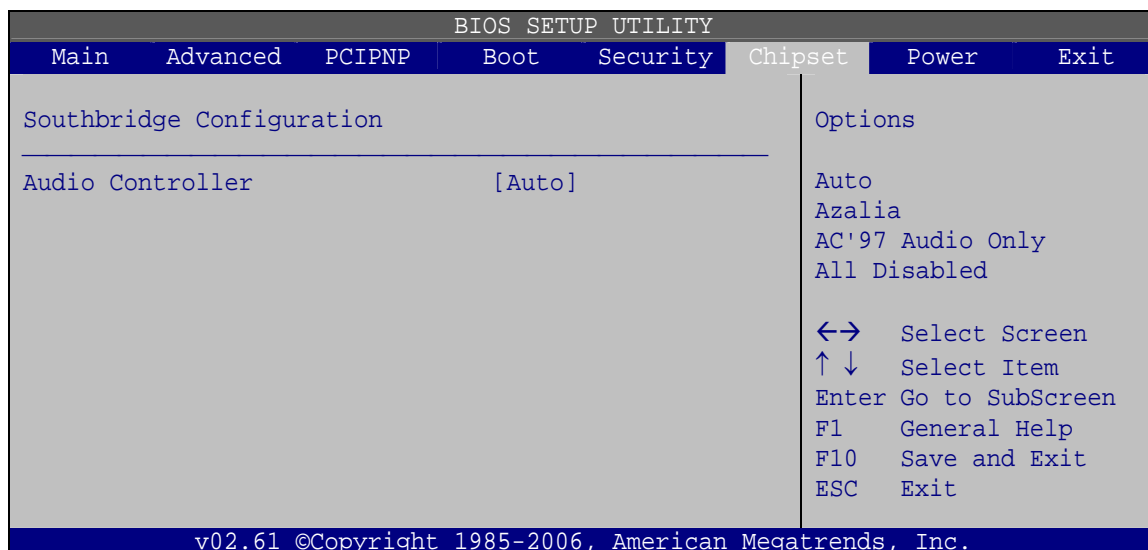 BIOS SETUP UTILITY
Main Advanced PCIPNP Boot Security Chipset Power Exit
Southbridge Configuration
Audio Controller [Auto]
Options
Auto
Azalia
AC'97 Audio Only
All Disabled
←→ Select Screen
↑ ↓ Select Item
Enter Go to SubScreen
F1 General Help
F10 Save and Exit
ESC Exit
v02.61 ©Copyright 1985-2006, American Megatrends, Inc.